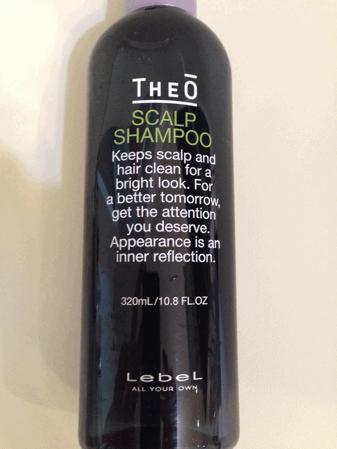 THEŌ
SCALP
SHAMPOO
Keeps scalp and
hair clean for a
bright look. For
a better tomorrow,
get the attention
you deserve.
Appearance is an
inner reflection.
320mL/10.8 FL.OZ
LebeL
ALL YOUR OWN